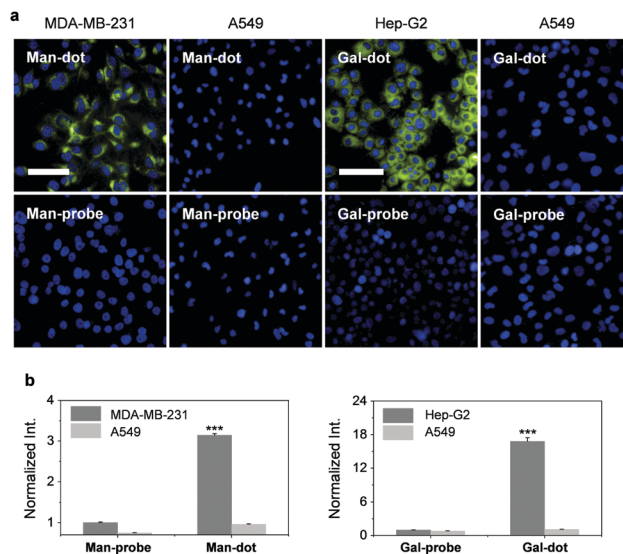 a
MDA-MB-231 A549 Hep-G2 A549
Man-dot Man-dot Gal-dot Gal-dot
Man-probe Man-probe Gal-probe Gal-probe
b
Normalized Int.
4
3
2
1
MDA-MB-231
A549
***
Man-probe Man-dot
Normalized Int.
24
18
12
6
0
Hep-G2
A549
***
Gal-probe Gal-dot